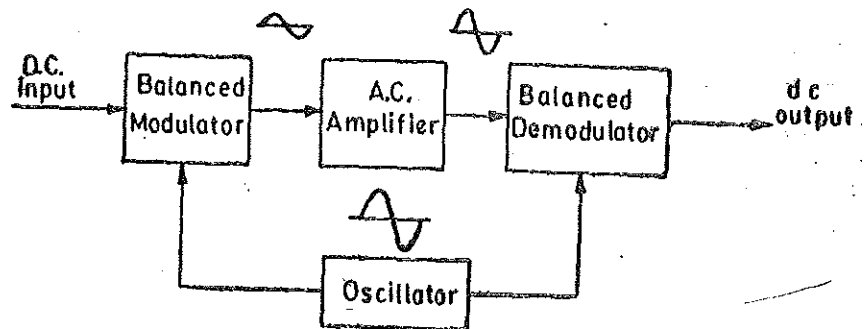 D.C.
Input
Balanced
Modulator
A.C.
Amplifier
Balanced
Demodulator
d c
output
Oscillator